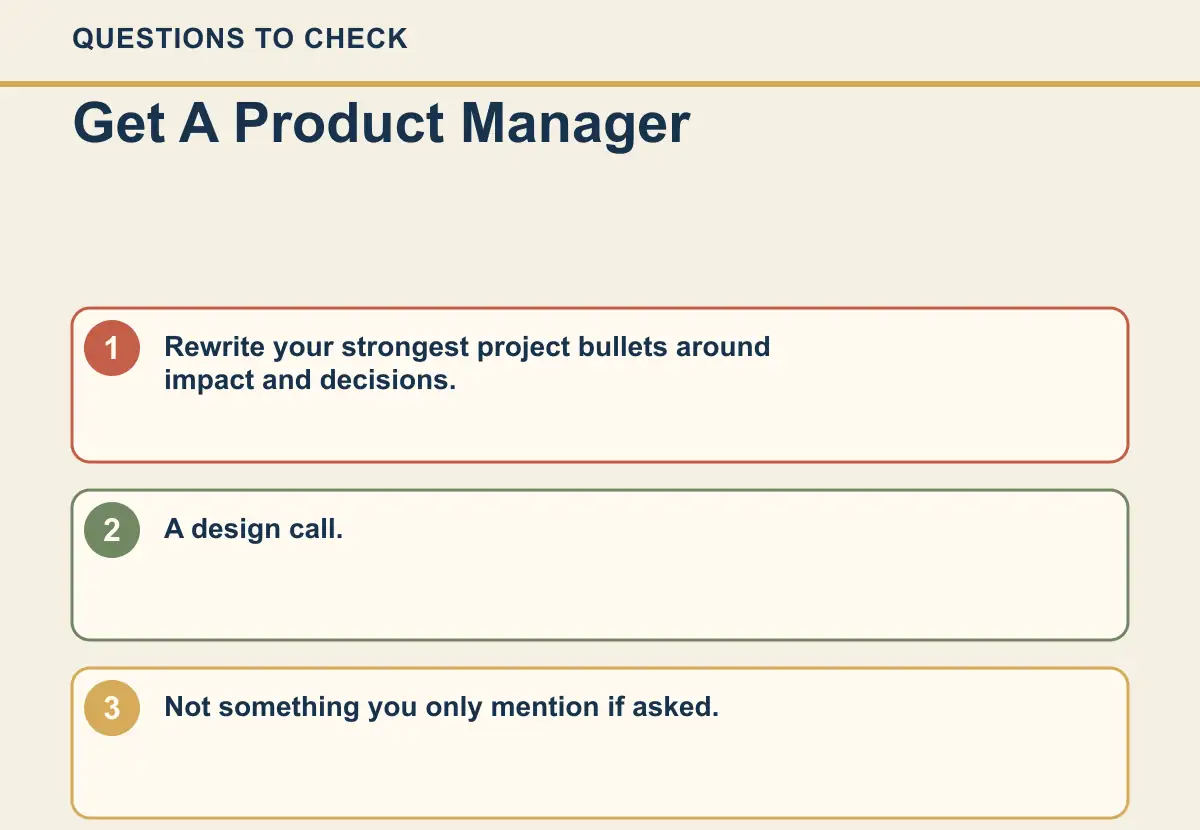 QUESTIONS TO CHECK
Get A Product Manager
1
Rewrite your strongest project bullets around
impact and decisions.
2
A design call.
3
Not something you only mention if asked.